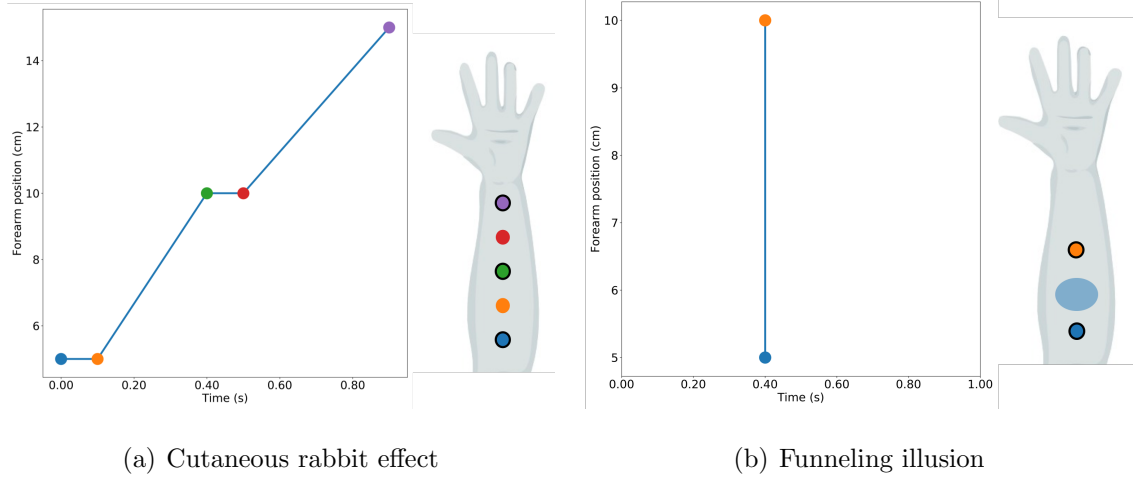 14
12
10
8
6
Forearm position (cm)
0.00 0.20 0.40 0.60 0.80
Time (s)
(a) Cutaneous rabbit effect
10
9
8
7
6
5
Forearm position (cm)
0.00 0.20 0.40 0.60 0.80 1.00
Time (s)
(b) Funneling illusion